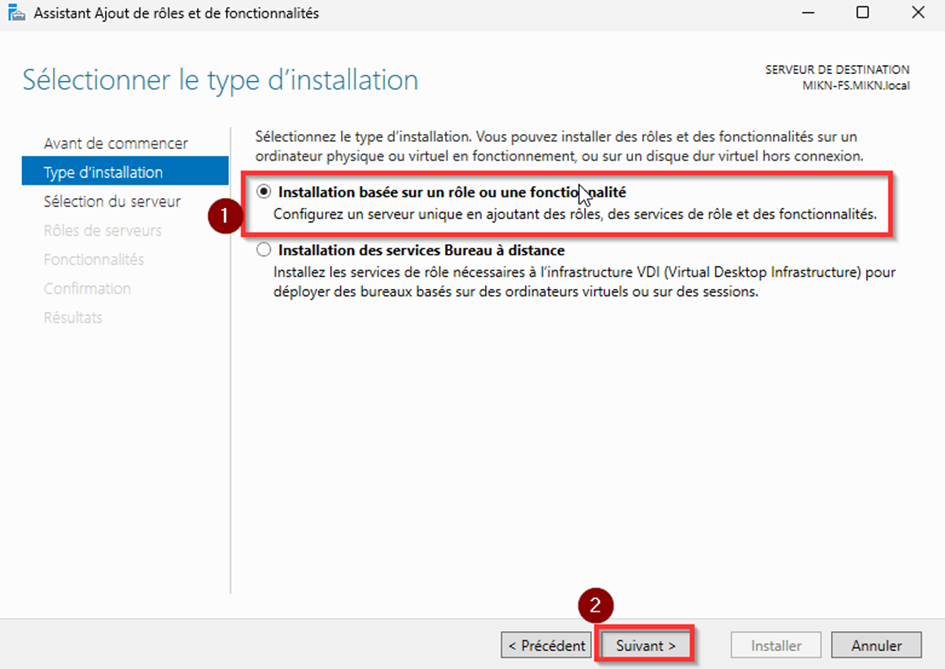 Assistant Ajout de rôles et de fonctionnalités
Sélectionner le type d’installation
SERVEUR DE DESTINATION
MIKN-FS.MIKN.local
Avant de commencer
Type d’installation
Sélection du serveur
Rôles de serveurs
Fonctionnalités
Confirmation
Résultats
Sélectionnez le type d’installation. Vous pouvez installer des rôles et des fonctionnalités sur un
ordinateur physique ou virtuel en fonctionnement, ou sur un disque dur virtuel hors connexion.
1
Installation basée sur un rôle ou une fonctionnalité
Configurez un serveur unique en ajoutant des rôles, des services de rôle et des fonctionnalités.
Installation des services Bureau à distance
Installez les services de rôle nécessaires à l’infrastructure VDI (Virtual Desktop Infrastructure) pour
déployer des bureaux basés sur des ordinateurs virtuels ou sur des sessions.
2
< Précédent
Suivant >
Installer
Annuler